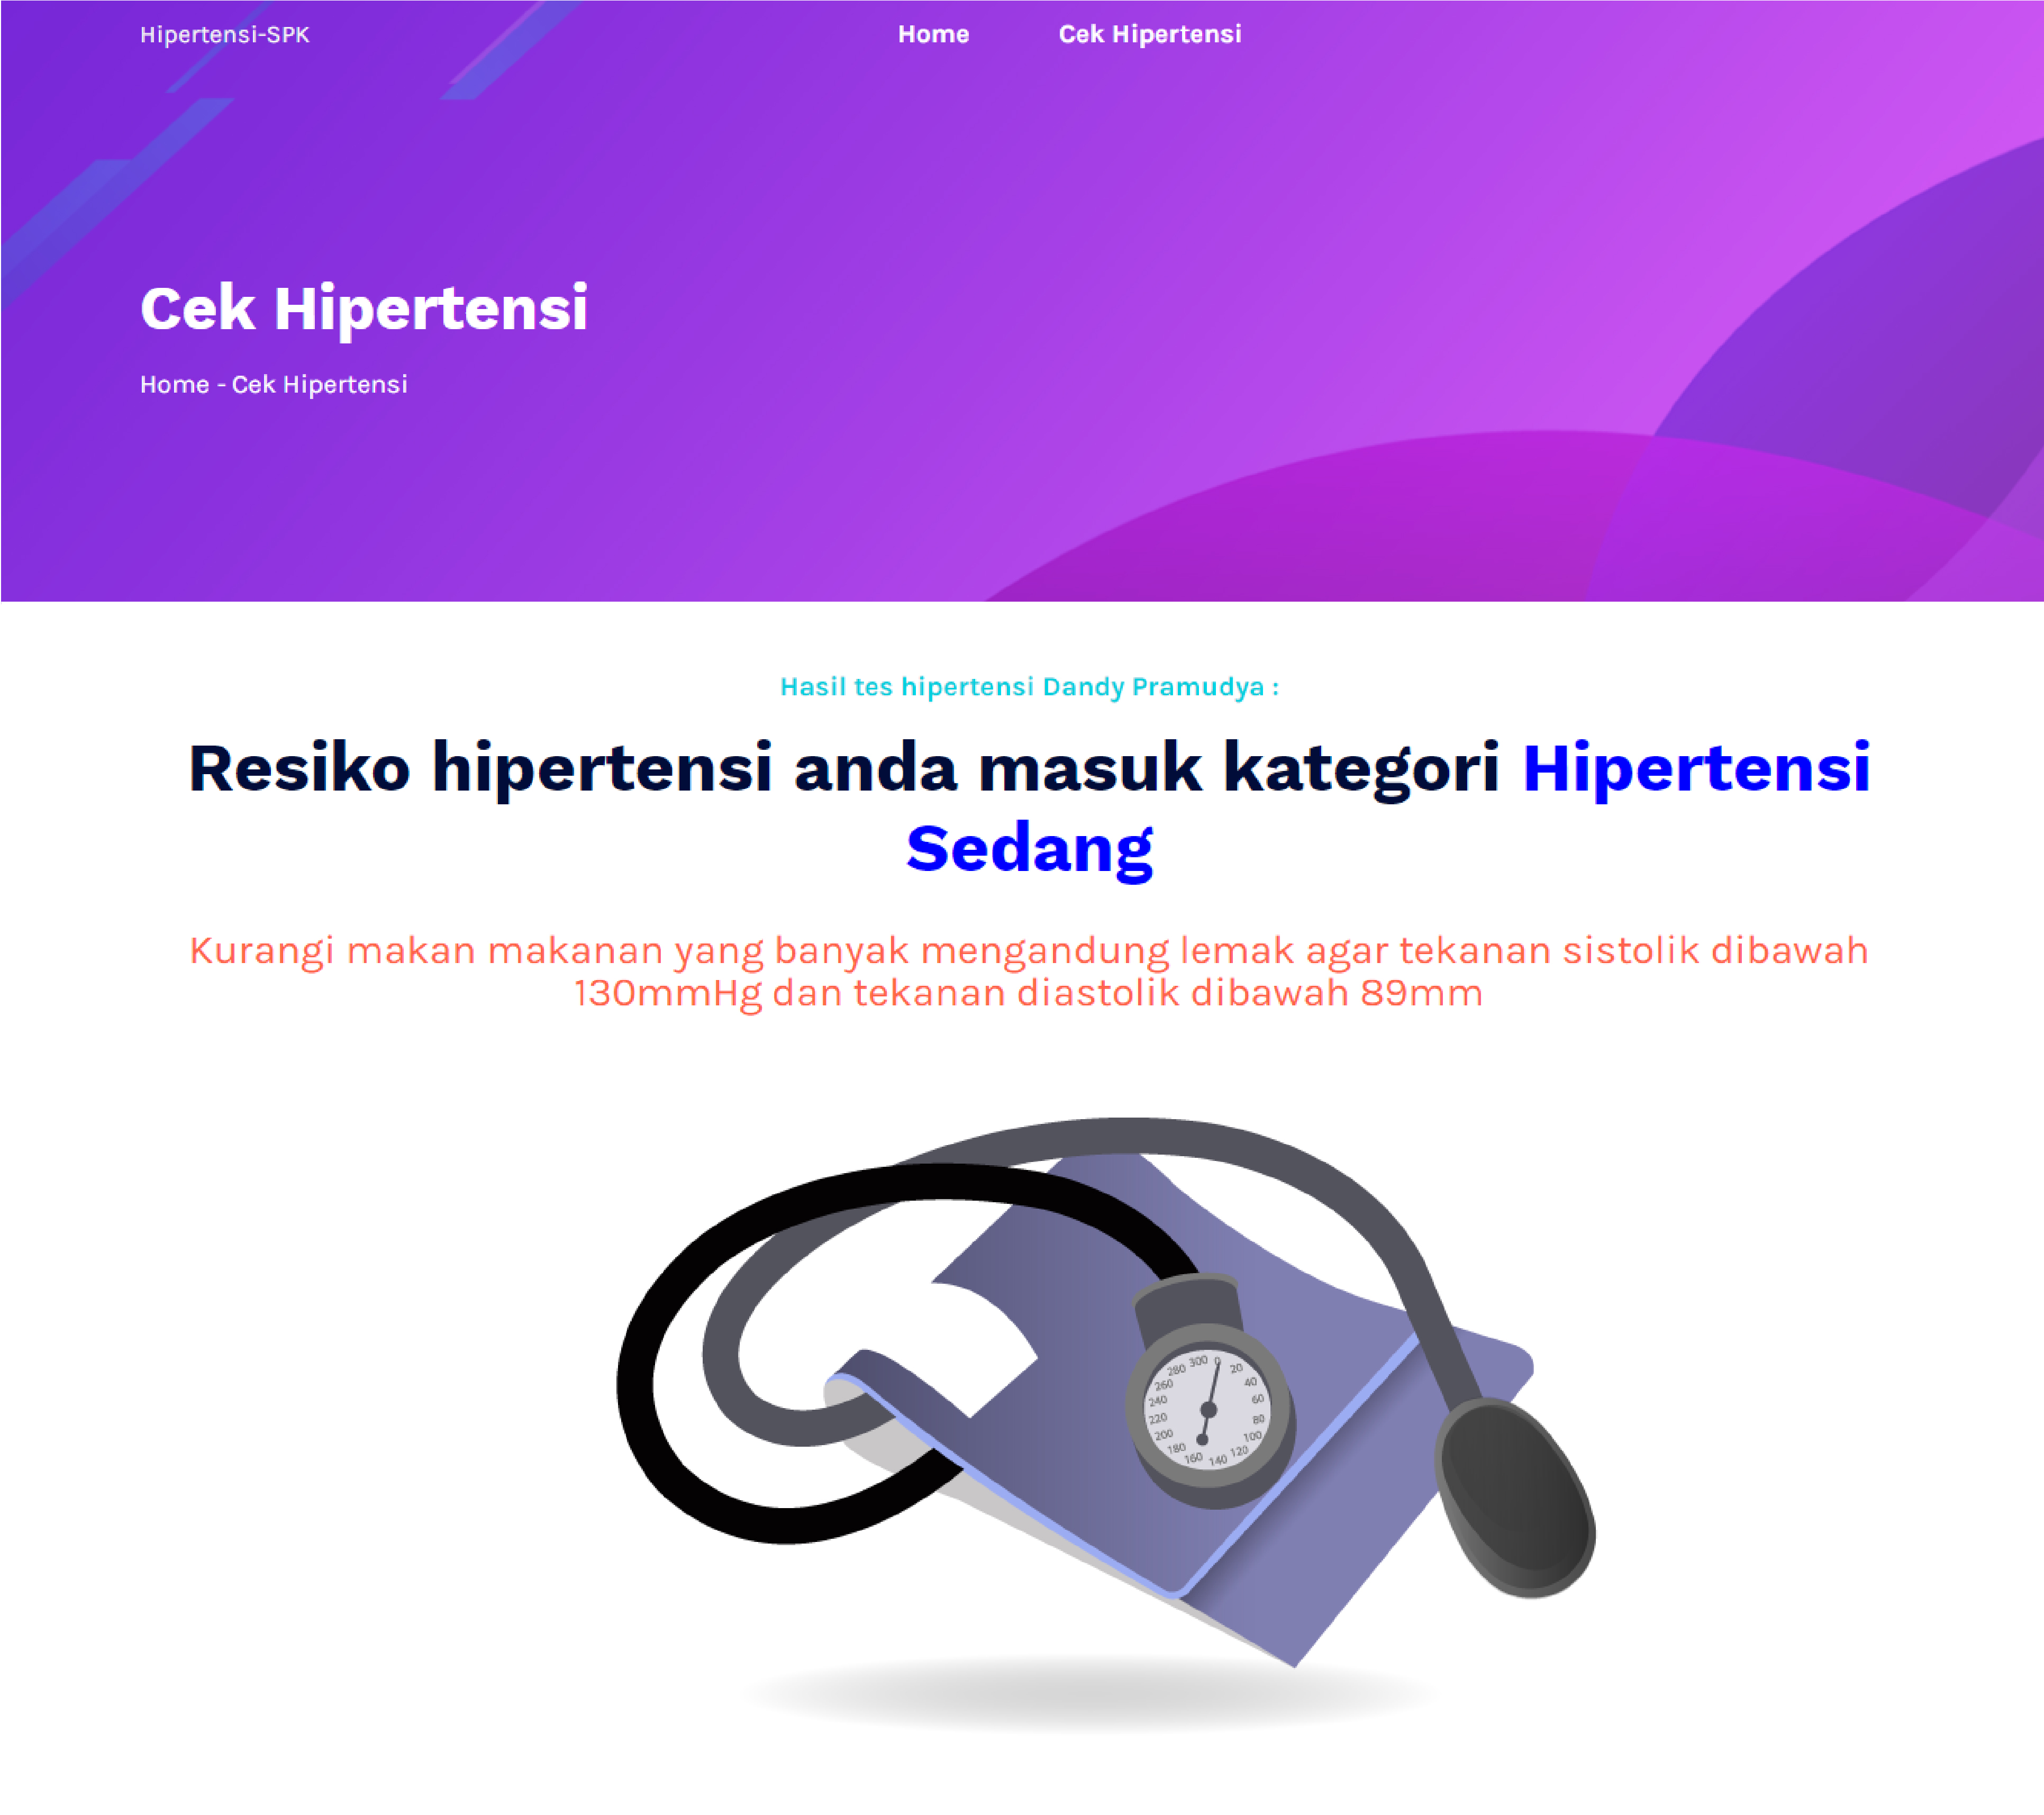 Hipertensi-SPK
Home
Cek Hipertensi
Cek Hipertensi
Home - Cek Hipertensi
Hasil tes hipertensi Dandy Pramudya :
Resiko hipertensi anda masuk kategori Hipertensi
Sedang
Kurangi makan makanan yang banyak mengandung lemak agar tekanan sistolik dibawah
130mmHg dan tekanan diastolik dibawah 89mm
0
20
40
60
80
100
120
140
160
180
200
220
240
260
280
300